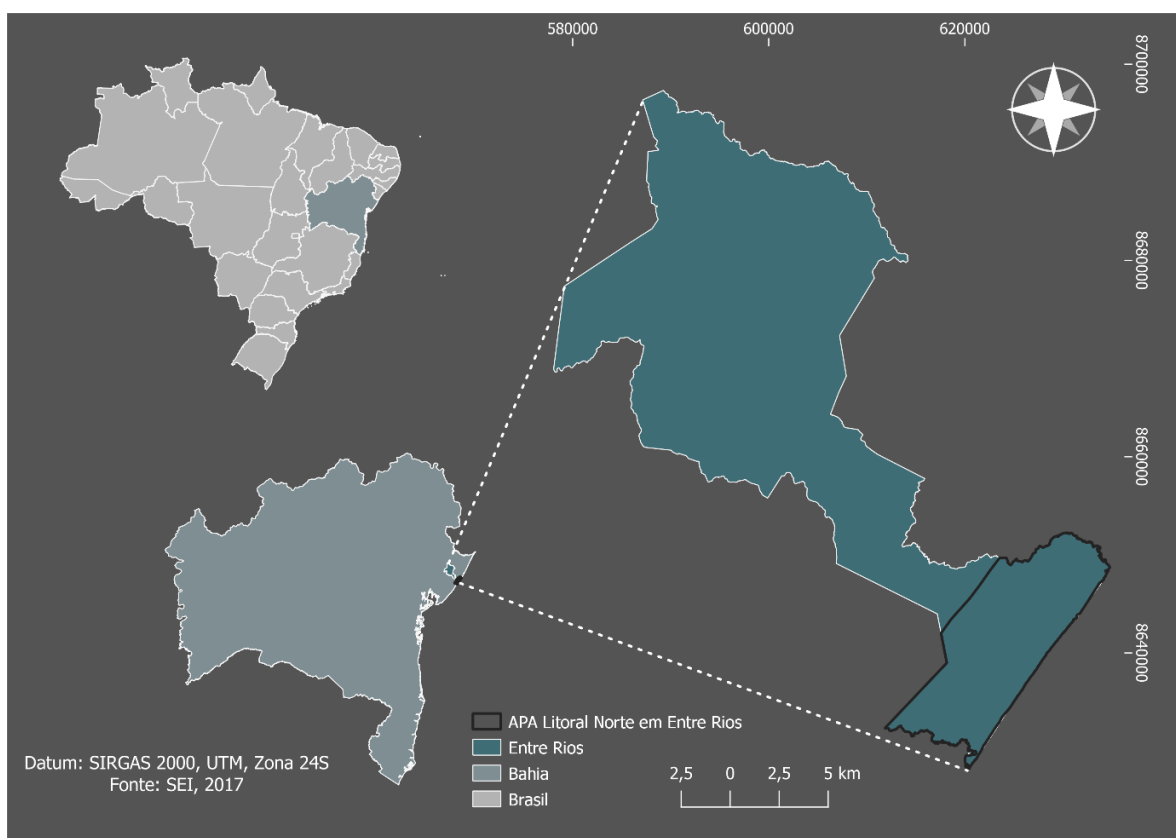 580000
600000
620000
8700000
8680000
8660000
8640000
APA Litoral Norte em Entre Rios
Entre Rios
Bahia
Brasil
Datum: SIRGAS 2000, UTM, Zona 24S
Fonte: SEI, 2017
2,5 0 2,5 5 km